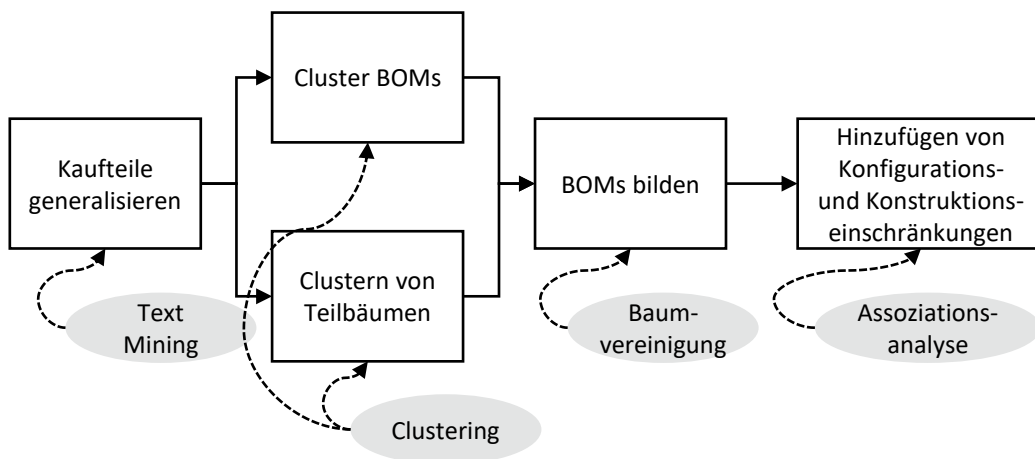 Kaufteile
generalisieren
Cluster BOMs
Clustern von
Teilbäumen
BOMs bilden
Hinzufügen von
Konfigurations-
und Konstruktions-
einschränkungen
Text
Mining
Clustering
Baum-
vereinigung
Assoziations-
analyse